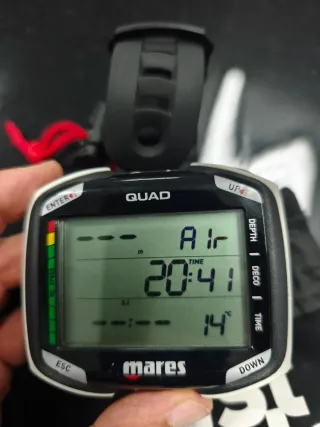 QUAD
ENTER
UP
--- m AIr
TIME
20:41
--:-- 14°C
DEPTH | DECO | TIME
ESC
mares
DOWN